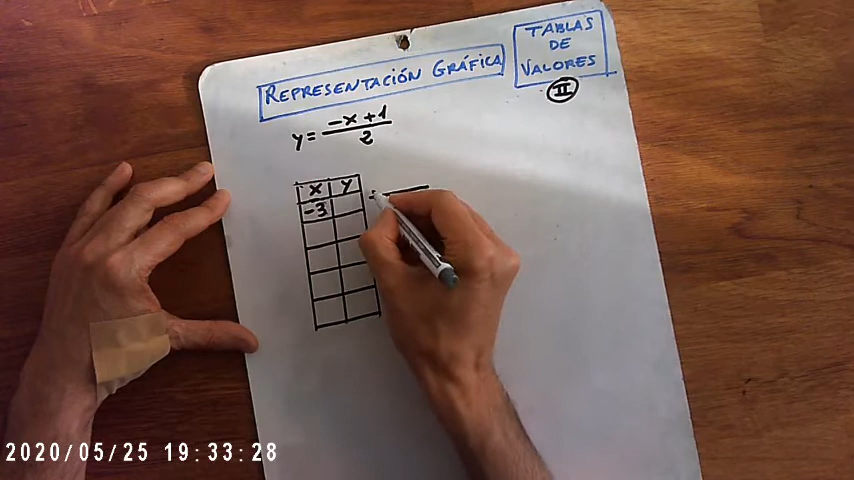 REPRESENTACIÓN GRÁFICA
TABLAS
DE
VALORES
II
y = -x + 1
2
x y
-3
2020/05/25 19:33:28